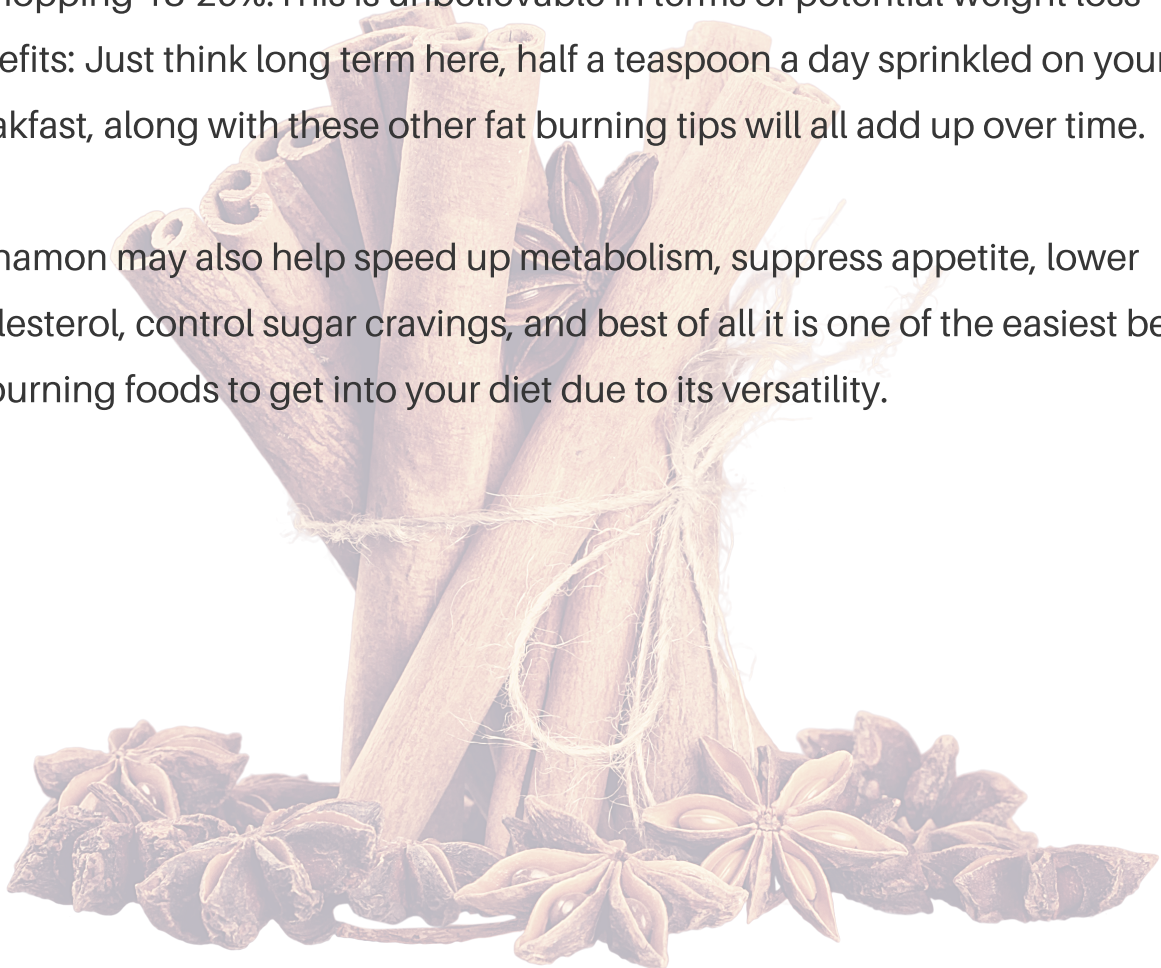 efits: Just think long term here, half a teaspoon a day sprinkled on your
akfast, along with these other fat burning tips will all add up over time.
namon may also help speed up metabolism, suppress appetite, lower
lesterol, control sugar cravings, and best of all it is one of the easiest be
burning foods to get into your diet due to its versatility.